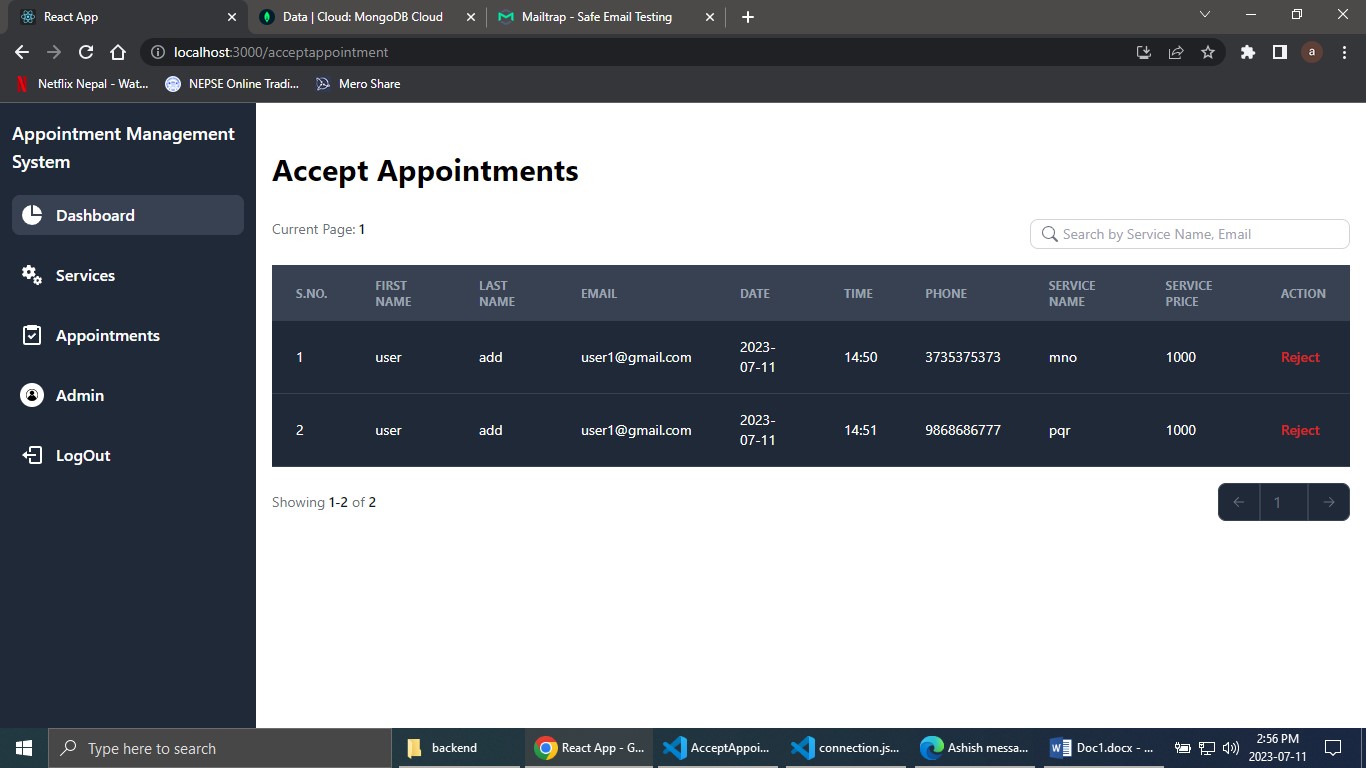 React App
Data | Cloud: MongoDB Cloud
Mailtrap - Safe Email Testing
localhost:3000/acceptappointment
a
Netflix Nepal - Wat...
NEPSE Online Tradi...
Mero Share
Appointment Management
System
Dashboard
Services
Appointments
Admin
LogOut
Accept Appointments
Current Page: 1
Search by Service Name, Email
S.NO. FIRST NAME LAST NAME EMAIL DATE TIME PHONE SERVICE NAME SERVICE PRICE ACTION
1 user add user1@gmail.com 2023-07-11 14:50 3735375373 mno 1000 Reject
2 user add user1@gmail.com 2023-07-11 14:51 9868686777 pqr 1000 Reject
Showing 1-2 of 2
← 1 →
Type here to search
backend
React App - G...
AcceptAppoi...
connection.js...
Ashish messa...
Doc1.docx - ...
2:56 PM
2023-07-11